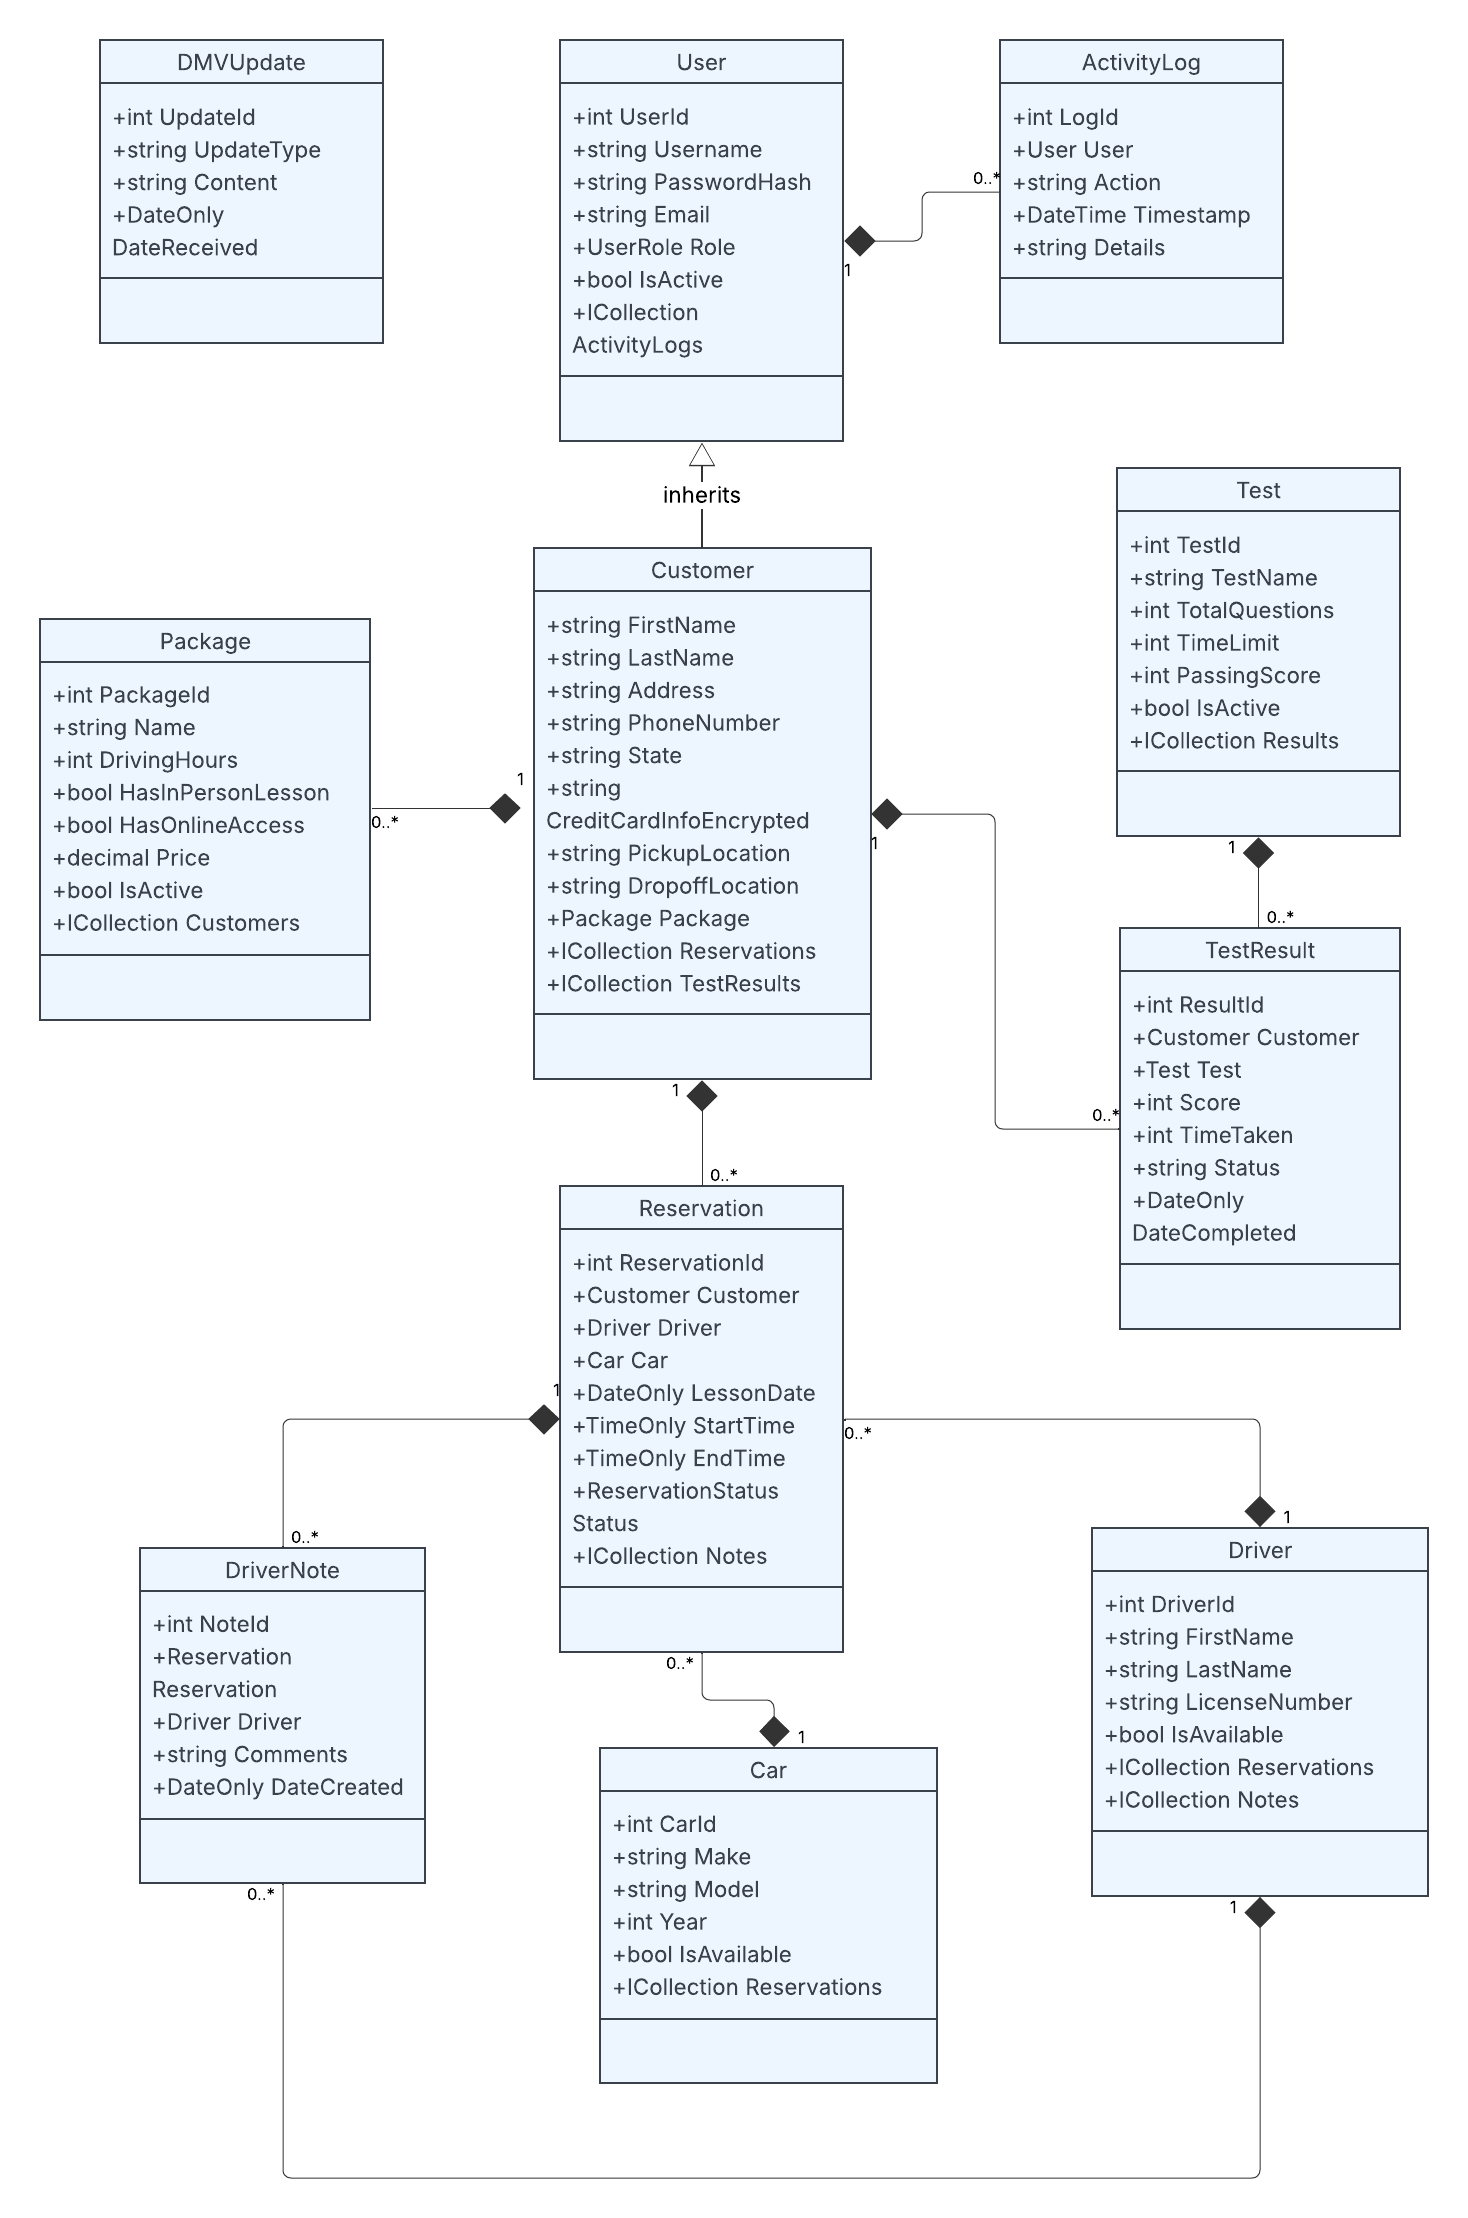 DMVUpdate
+int UpdateId
+string UpdateType
+string Content
+DateOnly
DateReceived
User
+int UserId
+string Username
+string PasswordHash
+string Email
+UserRole Role
+bool IsActive
+ICollection
ActivityLogs
1
0..*
ActivityLog
+int LogId
+User User
+string Action
+DateTime Timestamp
+string Details
inherits
Customer
+string FirstName
+string LastName
+string Address
+string PhoneNumber
+string State
+string
CreditCardInfoEncrypted
+string PickupLocation
+string DropoffLocation
+Package Package
+ICollection Reservations
+ICollection TestResults
Package
+int PackageId
+string Name
+int DrivingHours
+bool HasInPersonLesson
+bool HasOnlineAccess
+decimal Price
+bool IsActive
+ICollection Customers
1
0..*
1
0..*
Test
+int TestId
+string TestName
+int TotalQuestions
+int TimeLimit
+int PassingScore
+bool IsActive
+ICollection Results
1
0..*
TestResult
+int ResultId
+Customer Customer
+Test Test
+int Score
+int TimeTaken
+string Status
+DateOnly
DateCompleted
1
0..*
Reservation
+int ReservationId
+Customer Customer
+Driver Driver
+Car Car
+DateOnly LessonDate
+TimeOnly StartTime
+TimeOnly EndTime
+ReservationStatus
Status
+ICollection Notes
1
0..*
0..*
1
DriverNote
+int NoteId
+Reservation
Reservation
+Driver Driver
+string Comments
+DateOnly DateCreated
0..*
0..*
1
Car
+int CarId
+string Make
+string Model
+int Year
+bool IsAvailable
+ICollection Reservations
Driver
+int DriverId
+string FirstName
+string LastName
+string LicenseNumber
+bool IsAvailable
+ICollection Reservations
+ICollection Notes
1